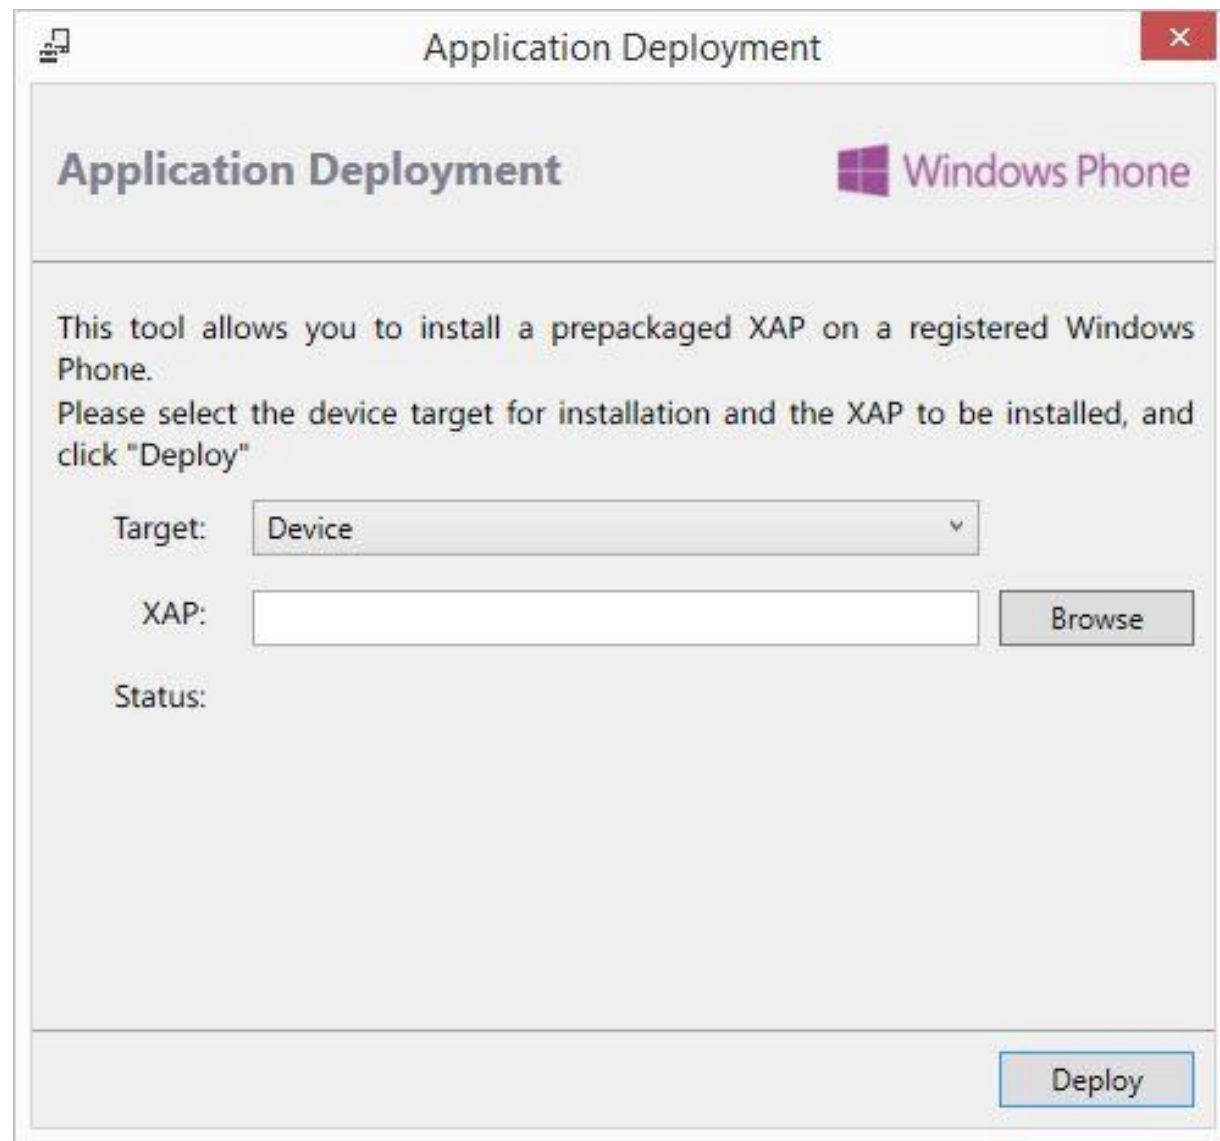 Application Deployment
Application Deployment
Windows Phone
This tool allows you to install a prepackaged XAP on a registered Windows
Phone.
Please select the device target for installation and the XAP to be installed, and
click "Deploy"
Target:
Device
XAP:
Browse
Status:
Deploy